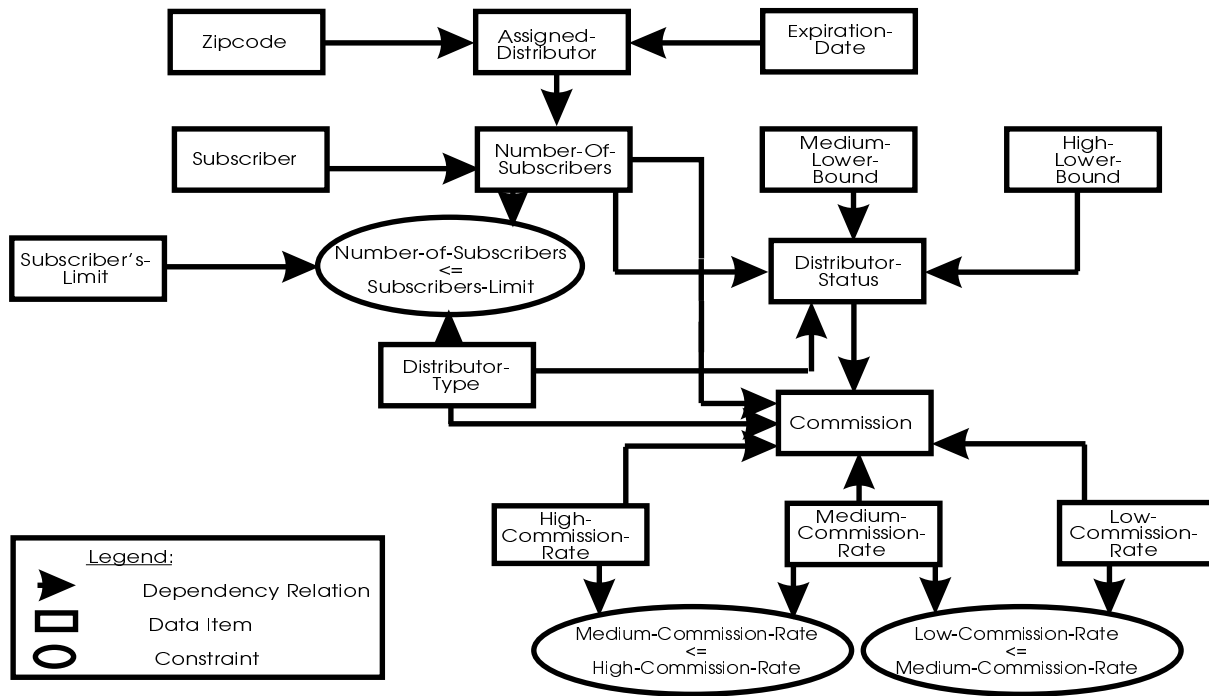 Zipcode
Assigned-
Distributor
Expiration-
Date
Subscriber
Number-Of-
Subscribers
Medium-
Lower-
Bound
High-
Lower-
Bound
Subscriber's-
Limit
Number-of-Subscribers
<=
Subscribers-Limit
Distributor-
Status
Distributor-
Type
Commission
High-
Commission-
Rate
Medium-
Commission-
Rate
Low-
Commission-
Rate
Legend:
Dependency Relation
Data Item
Constraint
Medium-Commission-Rate
<=
High-Commission-Rate
Low-Commission-Rate
<=
Medium-Commission-Rate